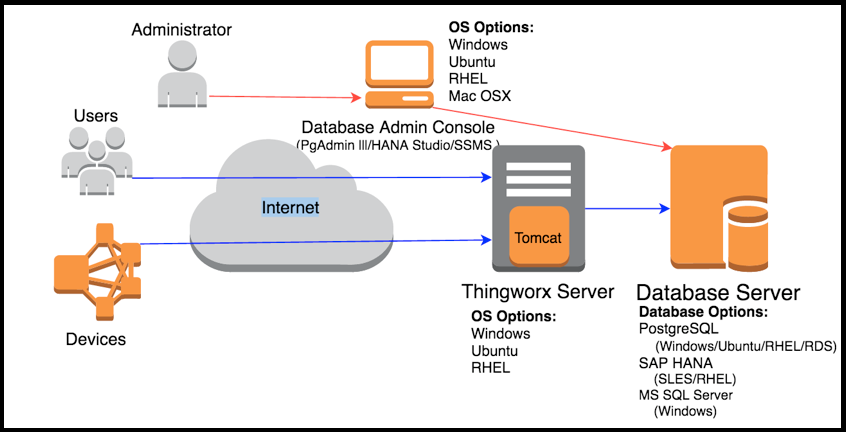 Administrator
OS Options:
Windows
Ubuntu
RHEL
Mac OSX
Users
Database Admin Console
(PgAdmin III/HANA Studio/SSMS )
Internet
Tomcat
Devices
Thingworx Server
OS Options:
Windows
Ubuntu
RHEL
Database Server
Database Options:
PostgreSQL
(Windows/Ubuntu/RHEL/RDS)
SAP HANA
(SLES/RHEL)
MS SQL Server
(Windows)